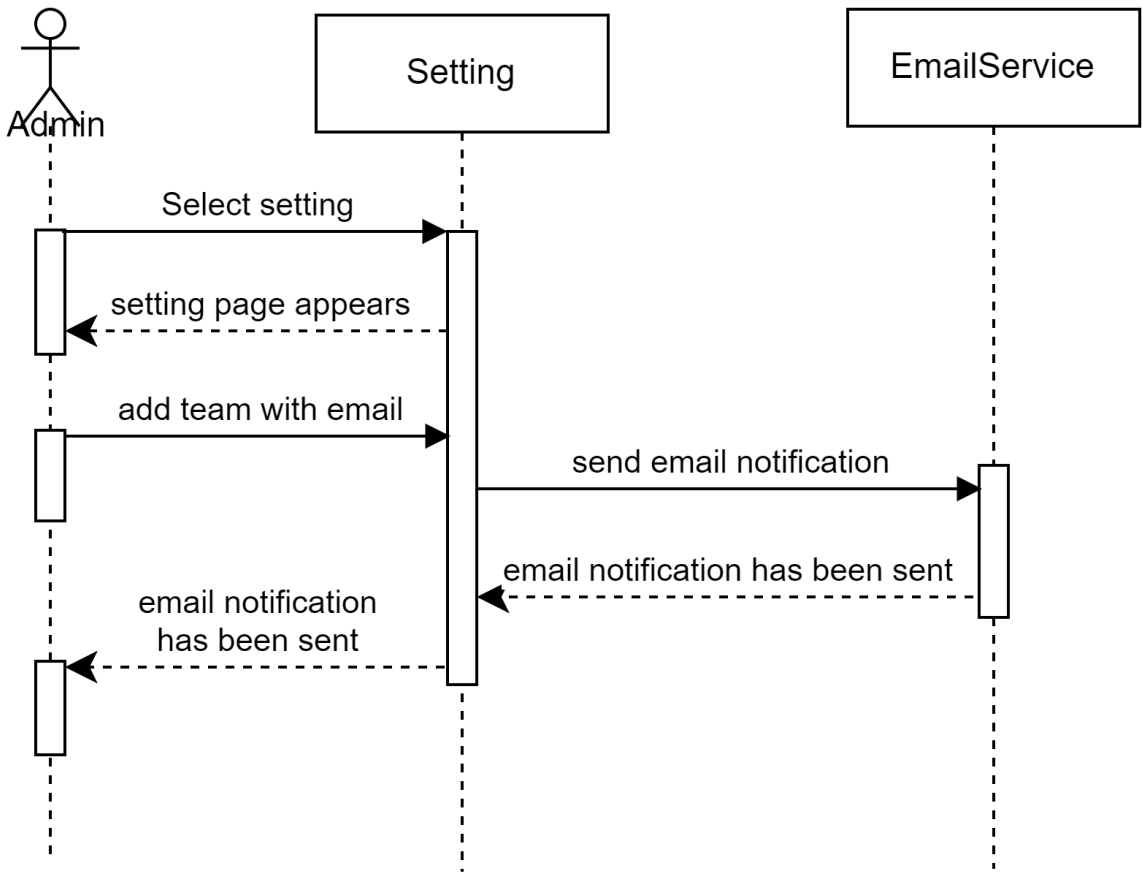 Admin
Setting
EmailService
Select setting
setting page appears
add team with email
send email notification
email notification has been sent
email notification
has been sent